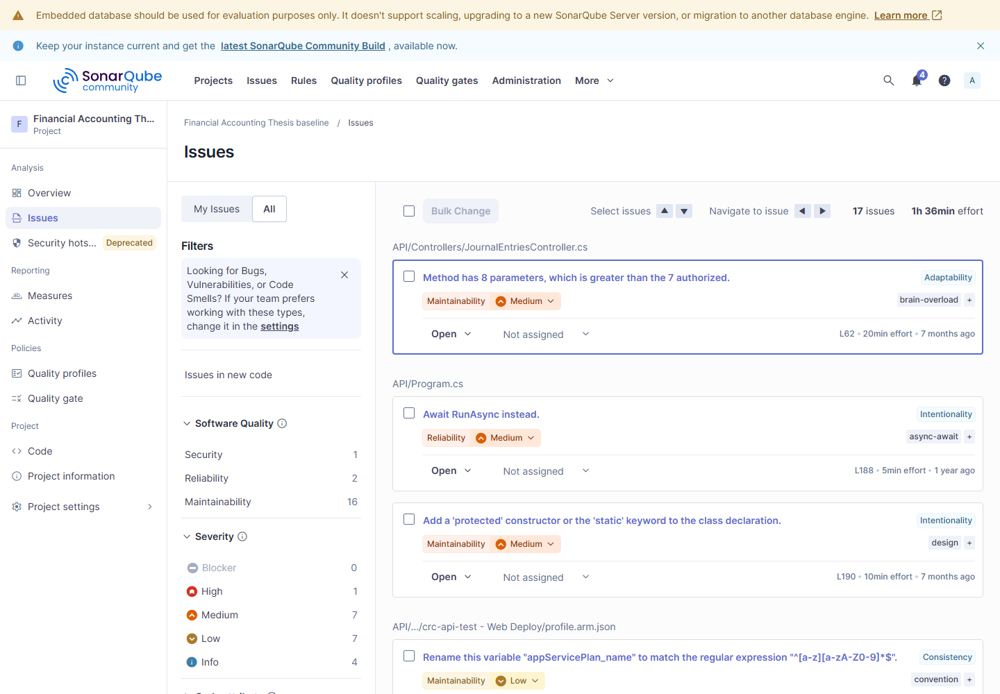 Embedded database should be used for evaluation purposes only. It doesn't support scaling, upgrading to a new SonarQube Server version, or migration to another database engine. Learn more
Keep your instance current and get the latest SonarQube Community Build , available now.
SonarQube community
Projects Issues Rules Quality profiles Quality gates Administration More
4
?
A
F
Financial Accounting Th...
Project
Analysis
Overview
Issues
Security hots... Deprecated
Reporting
Measures
Activity
Policies
Quality profiles
Quality gate
Project
Code
Project information
Project settings
Financial Accounting Thesis baseline / Issues
Issues
My Issues All
Filters
Looking for Bugs,
Vulnerabilities, or Code
Smells? If your team prefers
working with these types,
change it in the settings
Issues in new code
Software Quality
Security 1
Reliability 2
Maintainability 16
Severity
Blocker 0
High 1
Medium 7
Low 7
Info 4
Bulk Change
Select issues
Navigate to issue
17 issues 1h 36min effort
API/Controllers/JournalEntriesController.cs
Method has 8 parameters, which is greater than the 7 authorized. Adaptability
Maintainability Medium brain-overload +
Open Not assigned L62 • 20min effort • 7 months ago
API/Program.cs
Await RunAsync instead. Intentionality
Reliability Medium async-await +
Open Not assigned L188 • 5min effort • 1 year ago
Add a 'protected' constructor or the 'static' keyword to the class declaration. Intentionality
Maintainability Medium design +
Open Not assigned L190 • 10min effort • 7 months ago
API/.../crc-api-test - Web Deploy/profile.arm.json
Rename this variable "appServicePlan_name" to match the regular expression "^[a-z][a-zA-Z0-9]*$". Consistency
Maintainability Low convention +